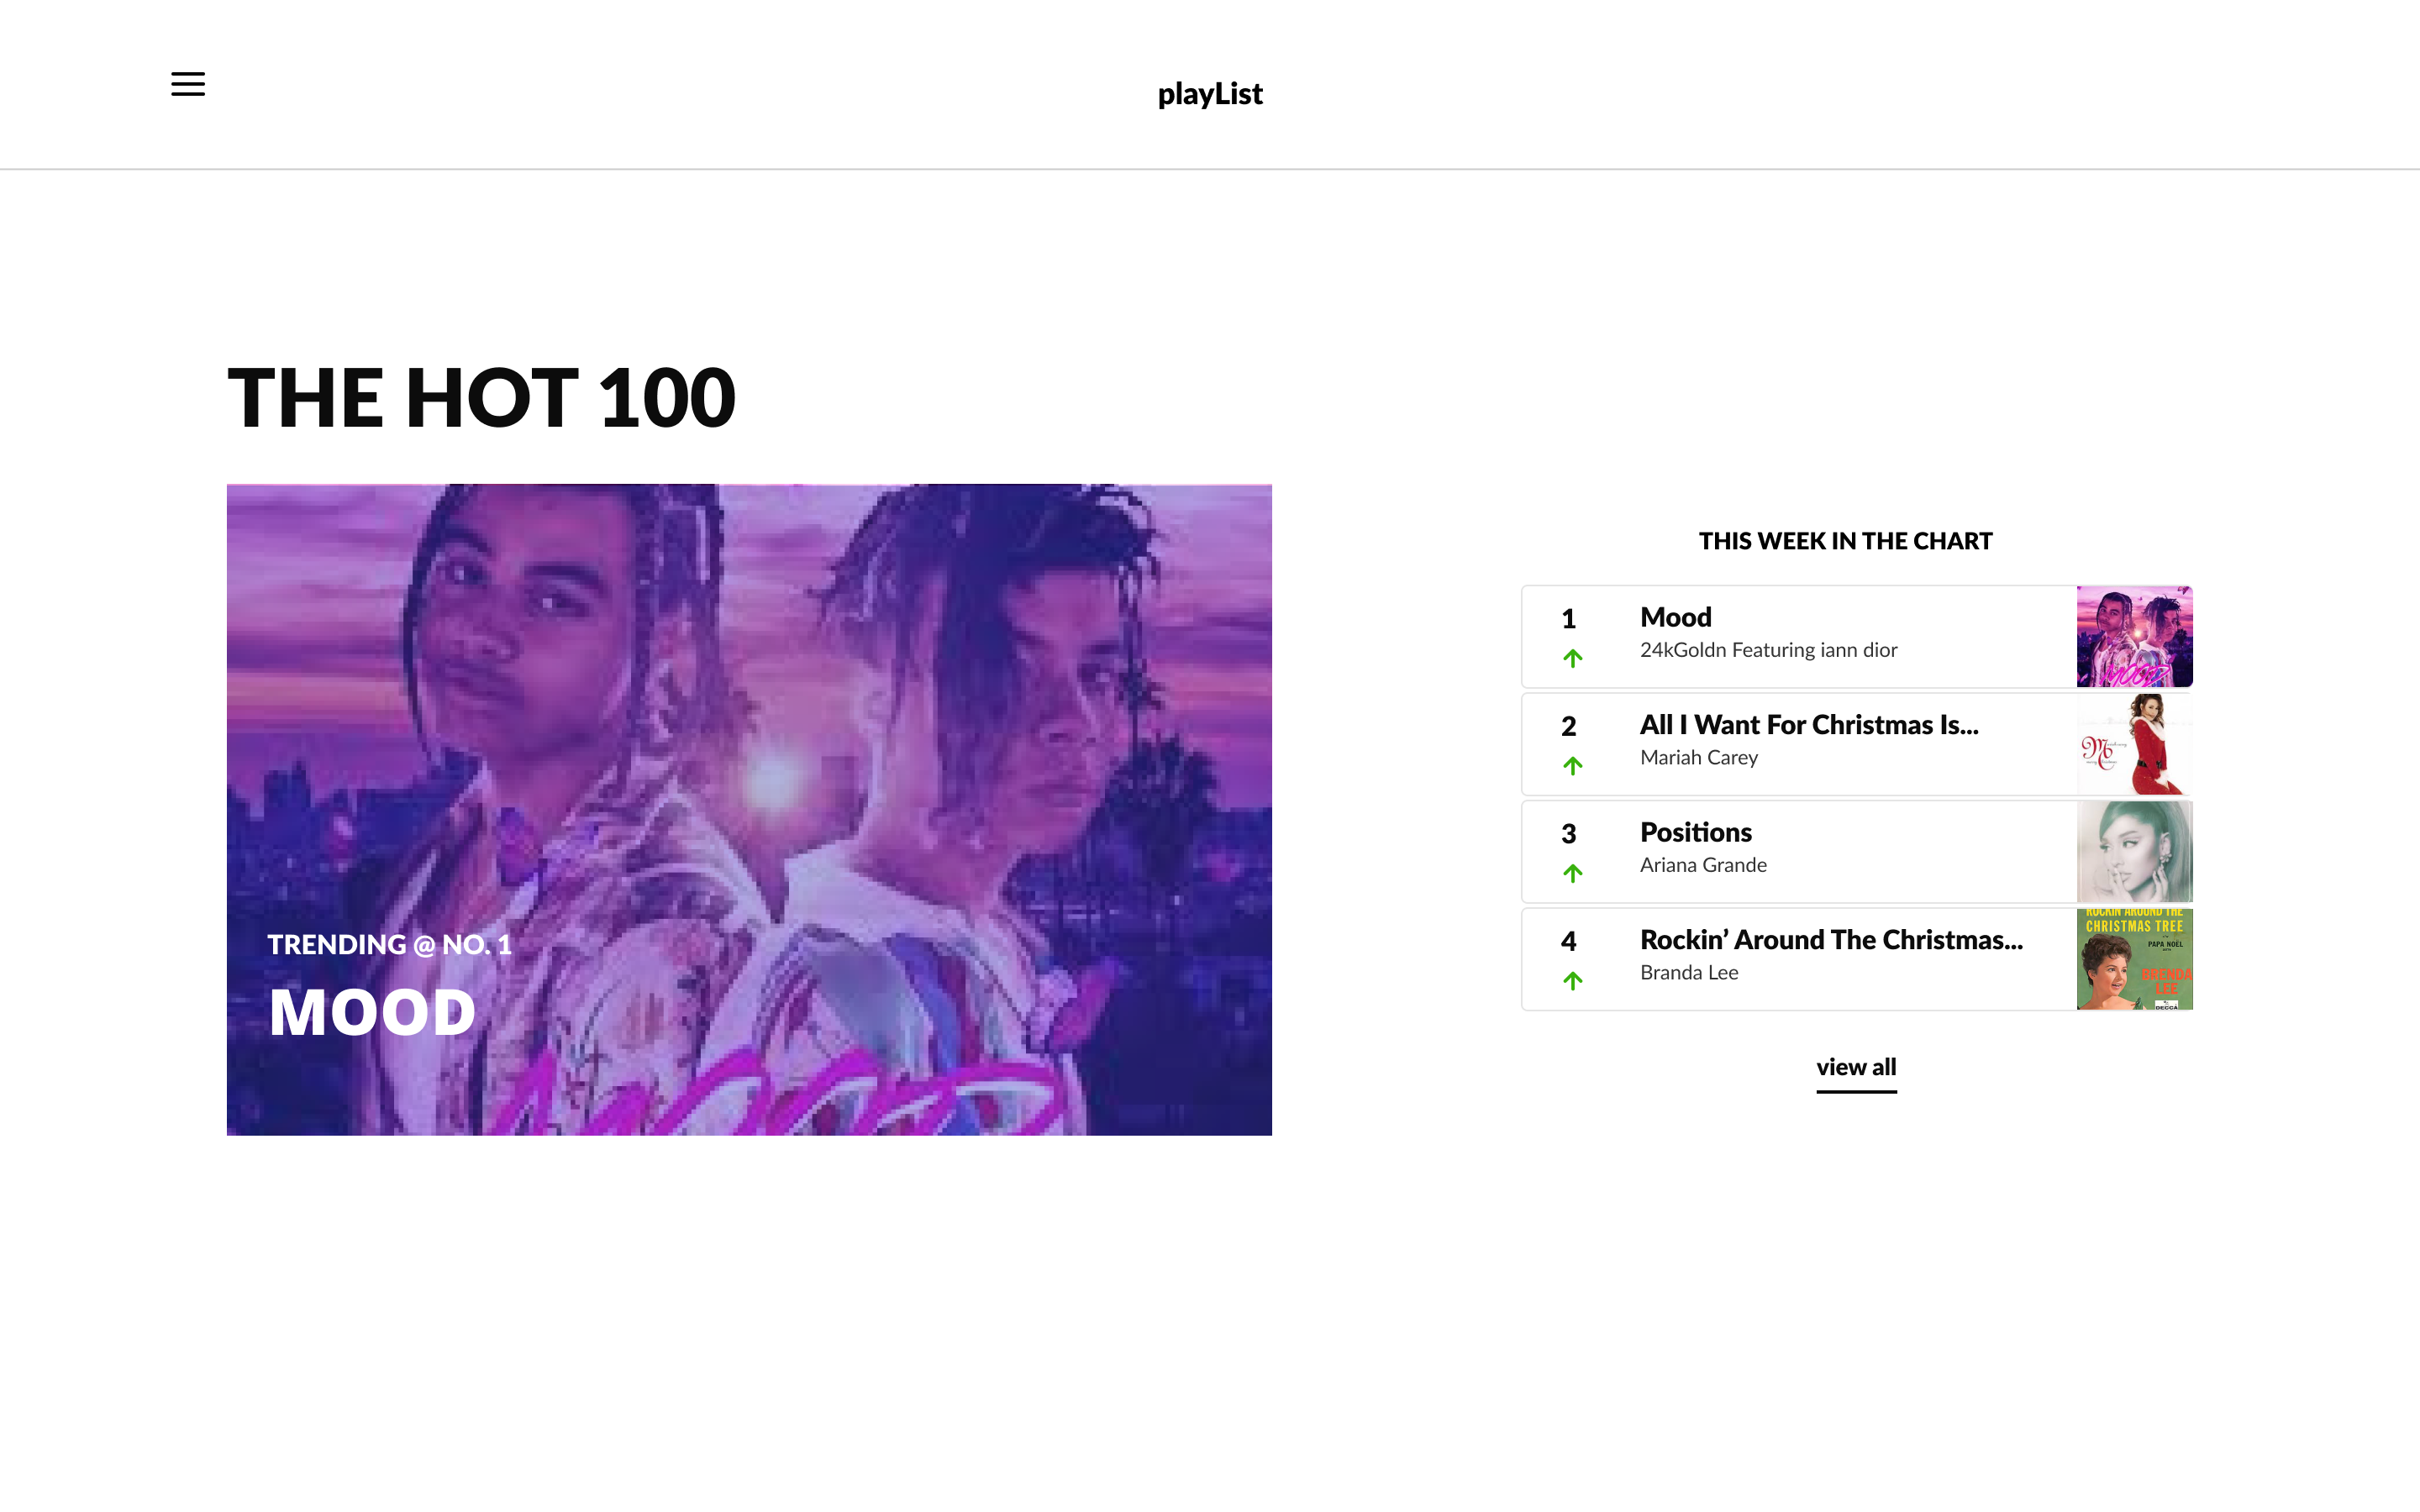 playList
THE HOT 100
TRENDING @ NO. 1
MOOD
mood
THIS WEEK IN THE CHART
1
Mood
24kGoldn Featuring iann dior
MOOD
2
All I Want For Christmas Is...
Mariah Carey
3
Positions
Ariana Grande
4
Rockin’ Around The Christmas...
Branda Lee
ROCKIN AROUND THE
CHRISTMAS TREE
PAPA NOËL
BRENDA
LEE
DECCA
view all